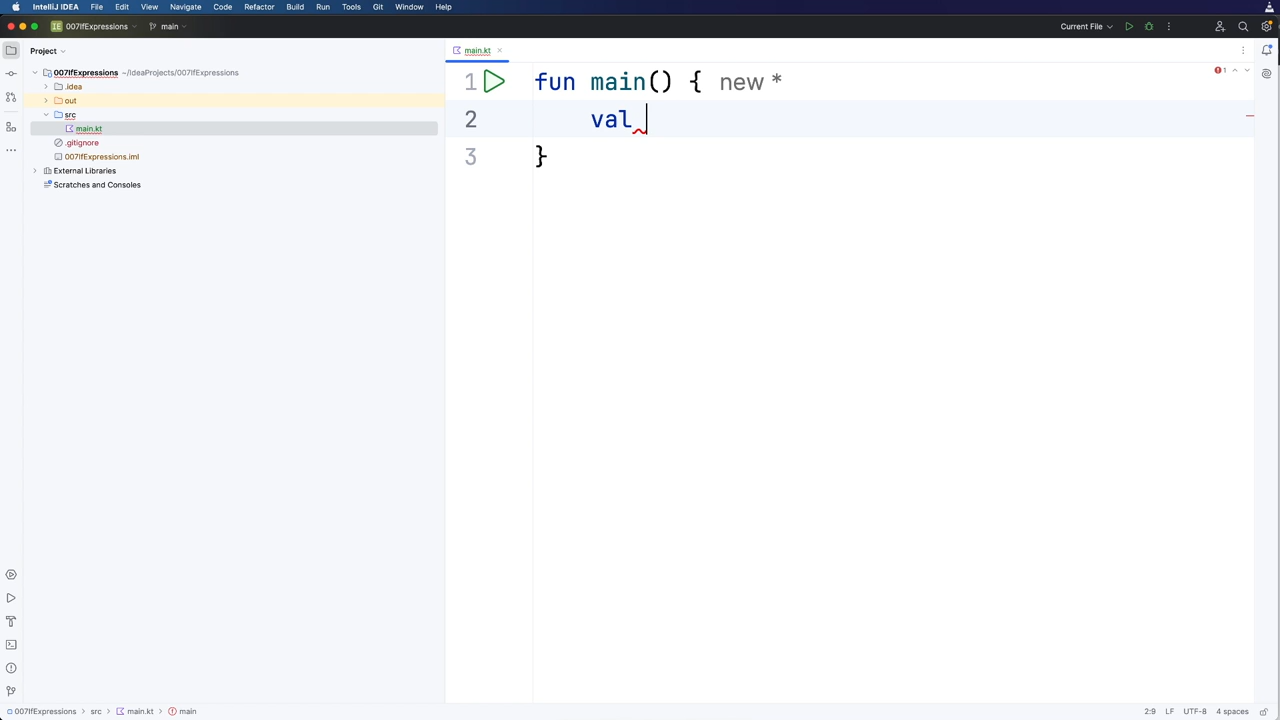 IntelliJ IDEA File Edit View Navigate Code Refactor Build Run Tools Git Window Help
IE 007IfExpressions main Current File
Project
main.kt
007IfExpressions ~/IdeaProjects/007IfExpressions
.idea
out
src
main.kt
.gitignore
007IfExpressions.iml
External Libraries
Scratches and Consoles
1 fun main() { new *
2 val
3 }
1
007IfExpressions > src > main.kt > main 2:9 LF UTF-8 4 spaces